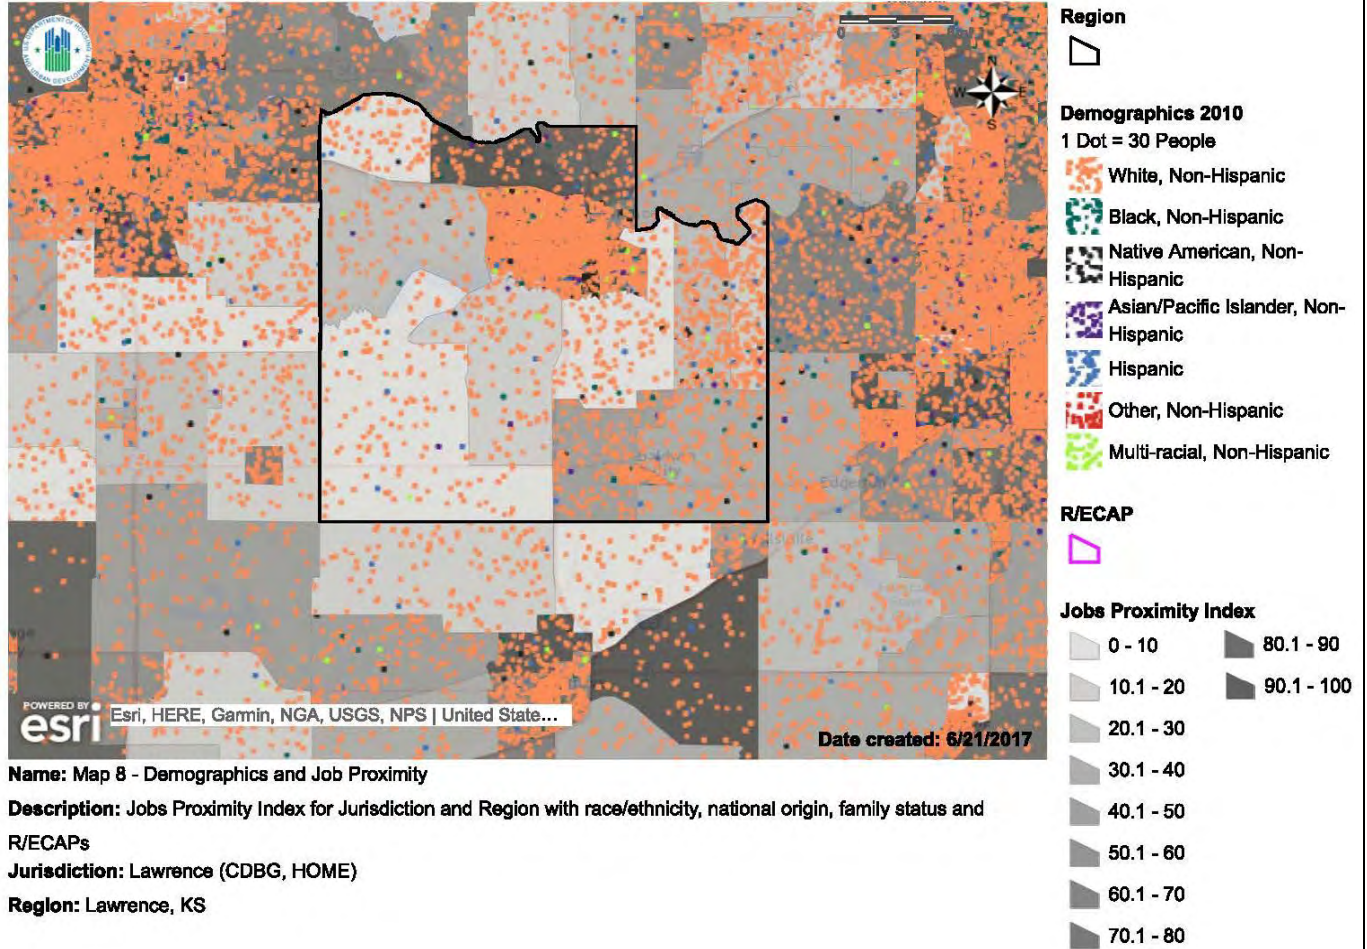 Region
Demographics 2010
1 Dot = 30 People
White, Non-Hispanic
Black, Non-Hispanic
Native American, Non-
Hispanic
Asian/Pacific Islander, Non-
Hispanic
Hispanic
Other, Non-Hispanic
Multi-racial, Non-Hispanic
R/ECAP
Jobs Proximity Index
0 - 10
10.1 - 20
20.1 - 30
30.1 - 40
40.1 - 50
50.1 - 60
60.1 - 70
70.1 - 80
80.1 - 90
90.1 - 100
N
W E
S
Edgerton
POWERED BY
esri
Esri, HERE, Garmin, NGA, USGS, NPS | United State...
Date created: 6/21/2017
Name: Map 8 - Demographics and Job Proximity
Description: Jobs Proximity Index for Jurisdiction and Region with race/ethnicity, national origin, family status and
R/ECAPs
Jurisdiction: Lawrence (CDBG, HOME)
Region: Lawrence, KS